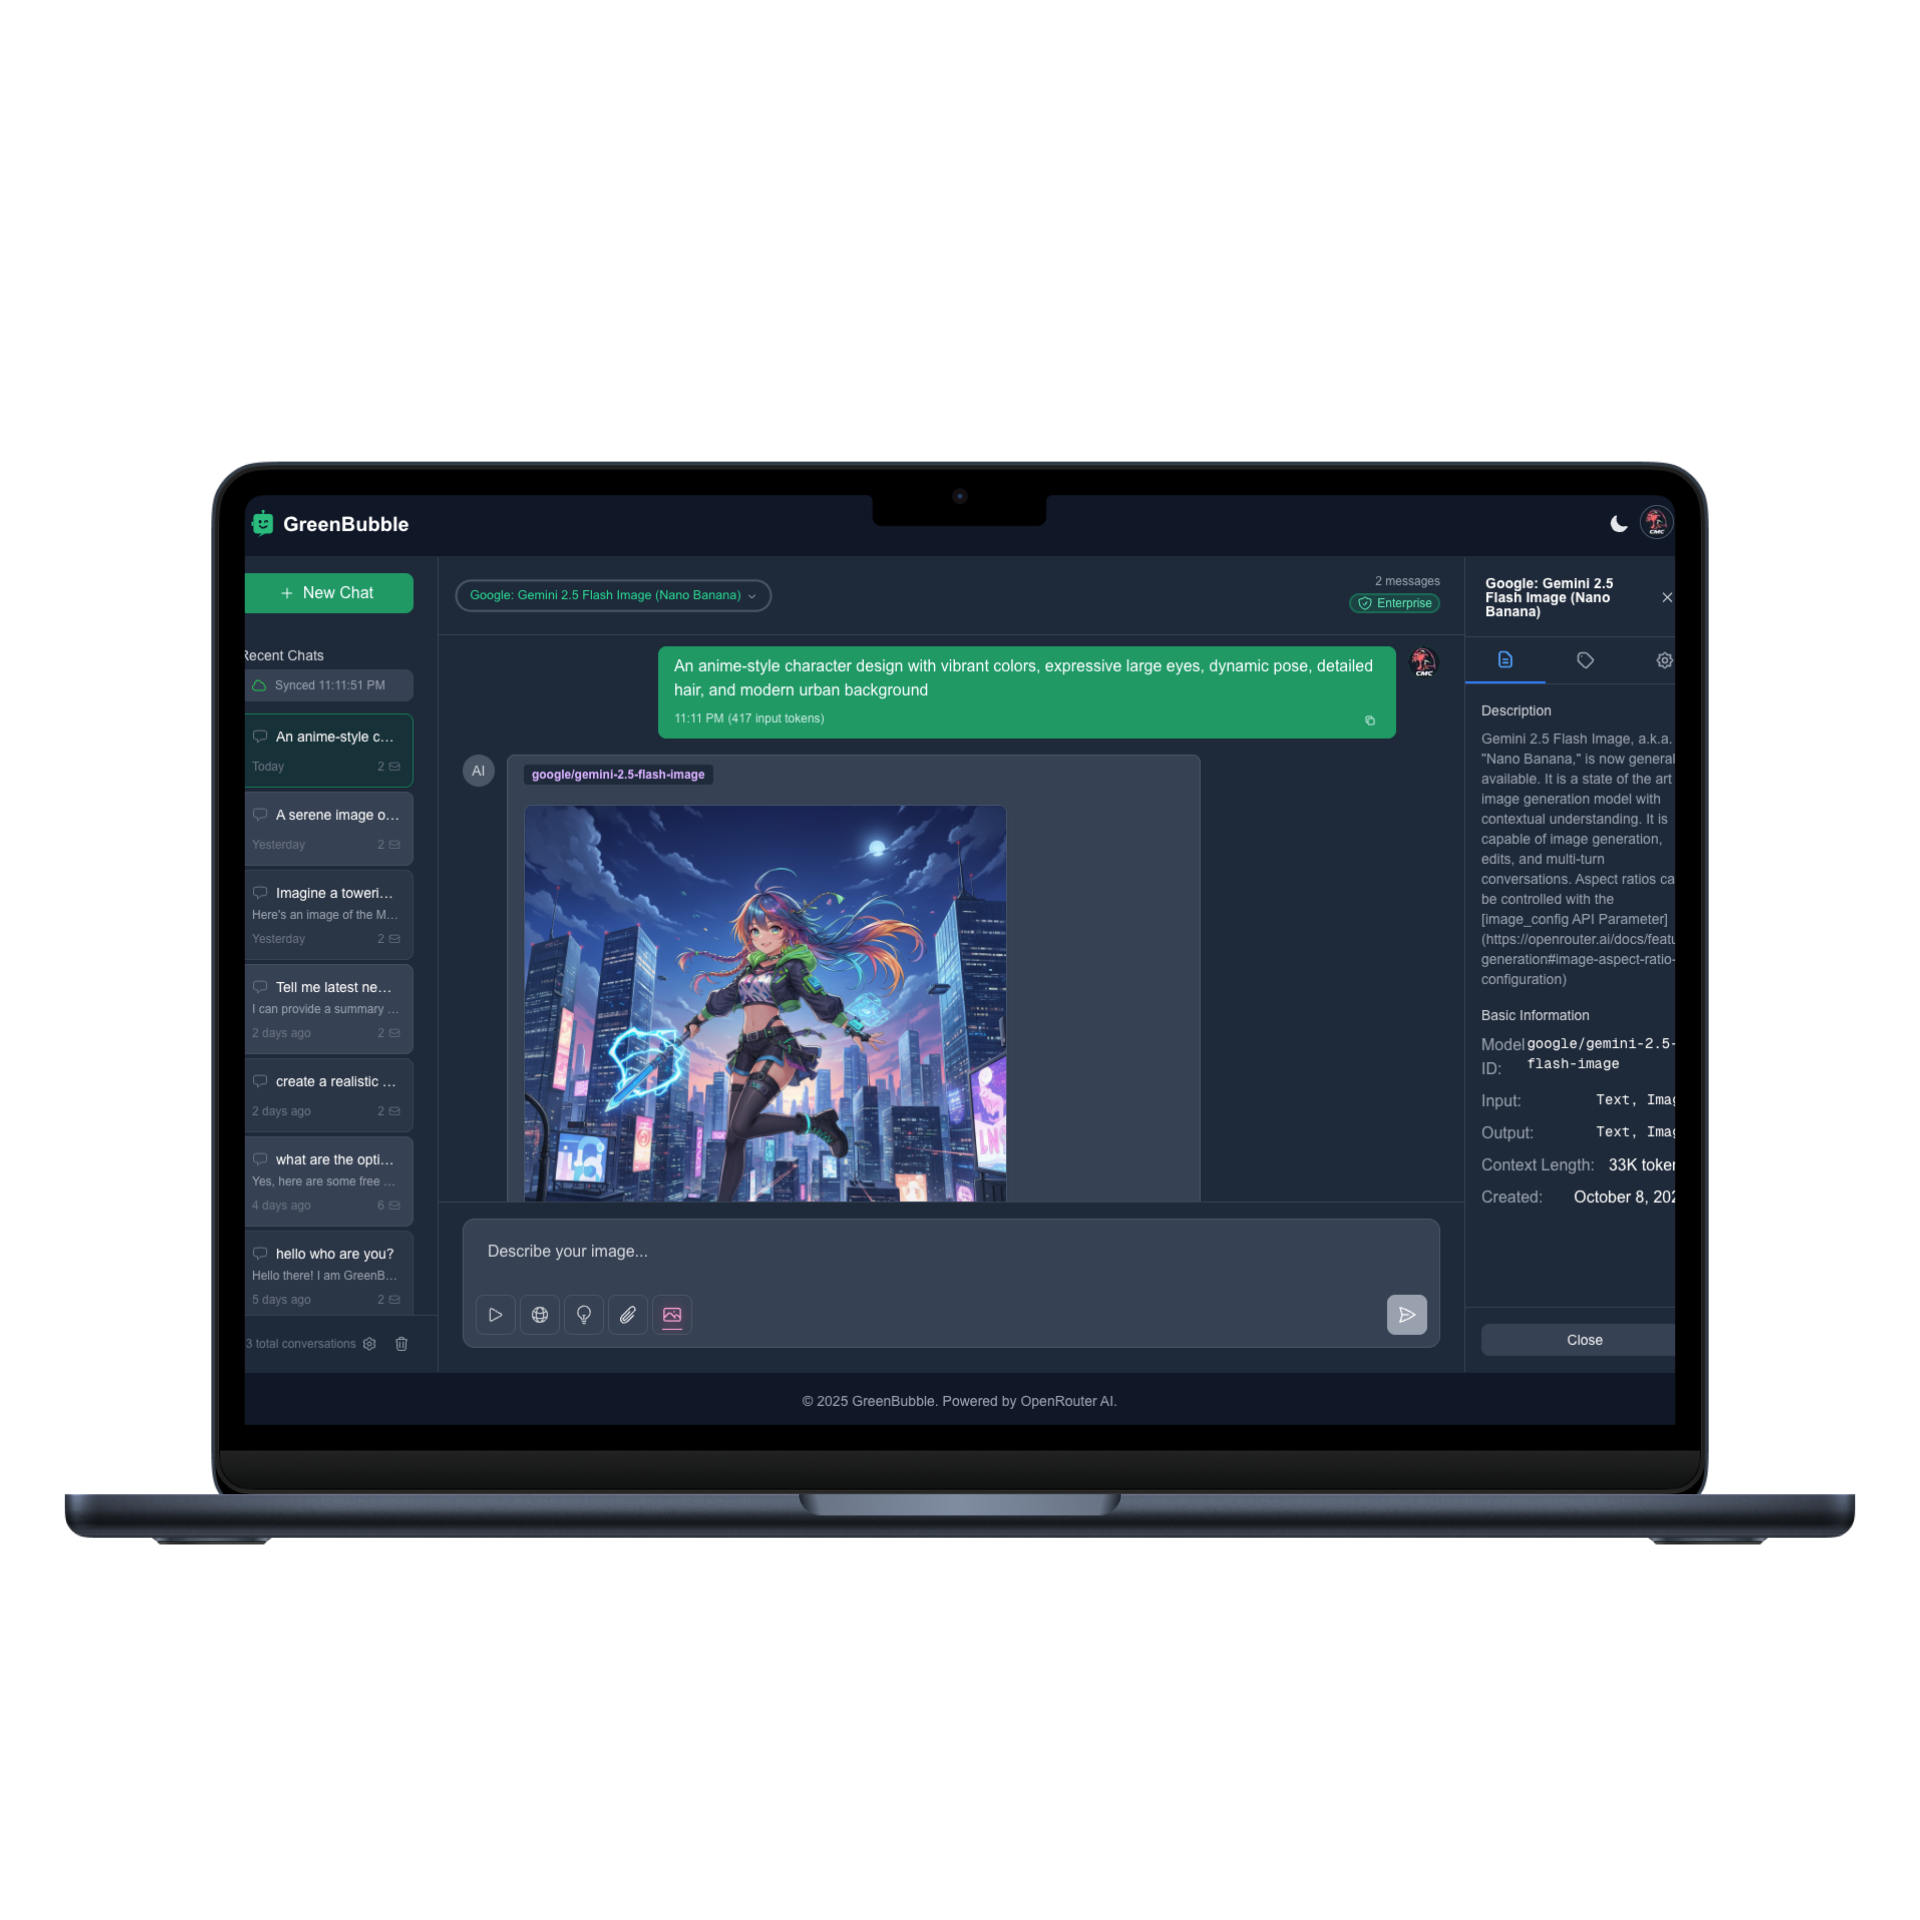 GreenBubble
CMC
+ New Chat
Recent Chats
Synced 11:11:51 PM
An anime-style c...
Today 2
A serene image o...
Yesterday 2
Imagine a toweri...
Here's an image of the M...
Yesterday 2
Tell me latest ne...
I can provide a summary ...
2 days ago 2
create a realistic ...
2 days ago 2
what are the opti...
Yes, here are some free ...
4 days ago 6
hello who are you?
Hello there! I am GreenB...
5 days ago 2
3 total conversations
Google: Gemini 2.5 Flash Image (Nano Banana)
2 messages
Enterprise
An anime-style character design with vibrant colors, expressive large eyes, dynamic pose, detailed
hair, and modern urban background
11:11 PM (417 input tokens)
CMC
AI
google/gemini-2.5-flash-image
Describe your image...
Google: Gemini 2.5
Flash Image (Nano
Banana)
Description
Gemini 2.5 Flash Image, a.k.a.
"Nano Banana," is now general
available. It is a state of the art
image generation model with
contextual understanding. It is
capable of image generation,
edits, and multi-turn
conversations. Aspect ratios ca
be controlled with the
[image_config API Parameter]
(https://openrouter.ai/docs/featu
generation#image-aspect-ratio-
configuration)
Basic Information
Model google/gemini-2.5-
ID: flash-image
Input: Text, Imag
Output: Text, Imag
Context Length: 33K toker
Created: October 8, 202
Close
© 2025 GreenBubble. Powered by OpenRouter AI.